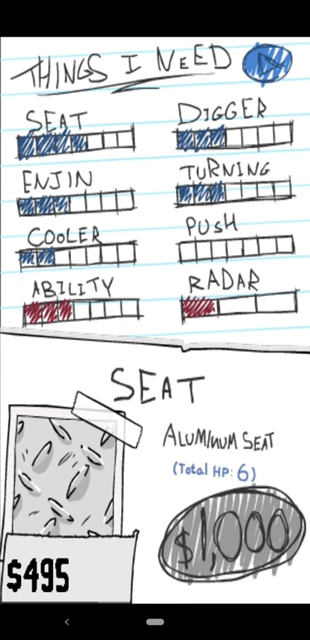 THINGS I NEED
SEAT DIGGER
ENJIN TURNING
COOLER PUSH
ABILITY RADAR
SEAT
ALUMINUM SEAT
(Total HP: 6)
$1,000
$495